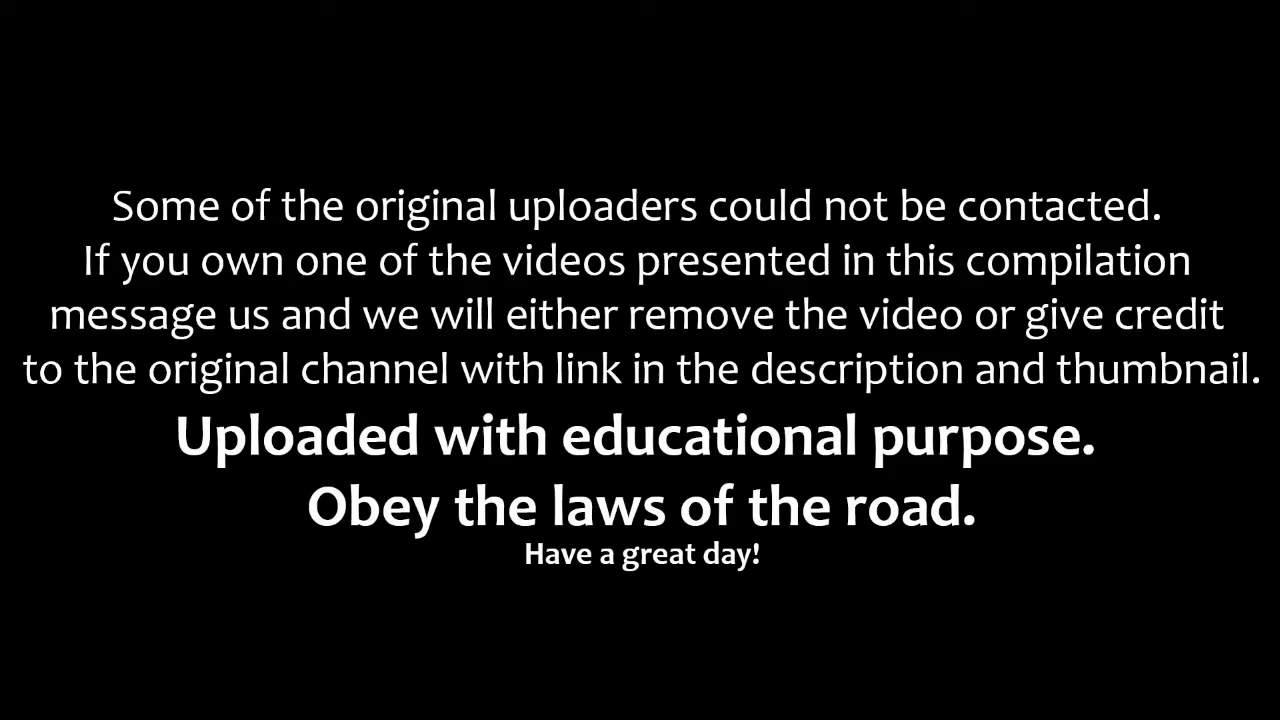 Some of the original uploaders could not be contacted.
If you own one of the videos presented in this compilation
message us and we will either remove the video or give credit
to the original channel with link in the description and thumbnail.
Uploaded with educational purpose.
Obey the laws of the road.
Have a great day!